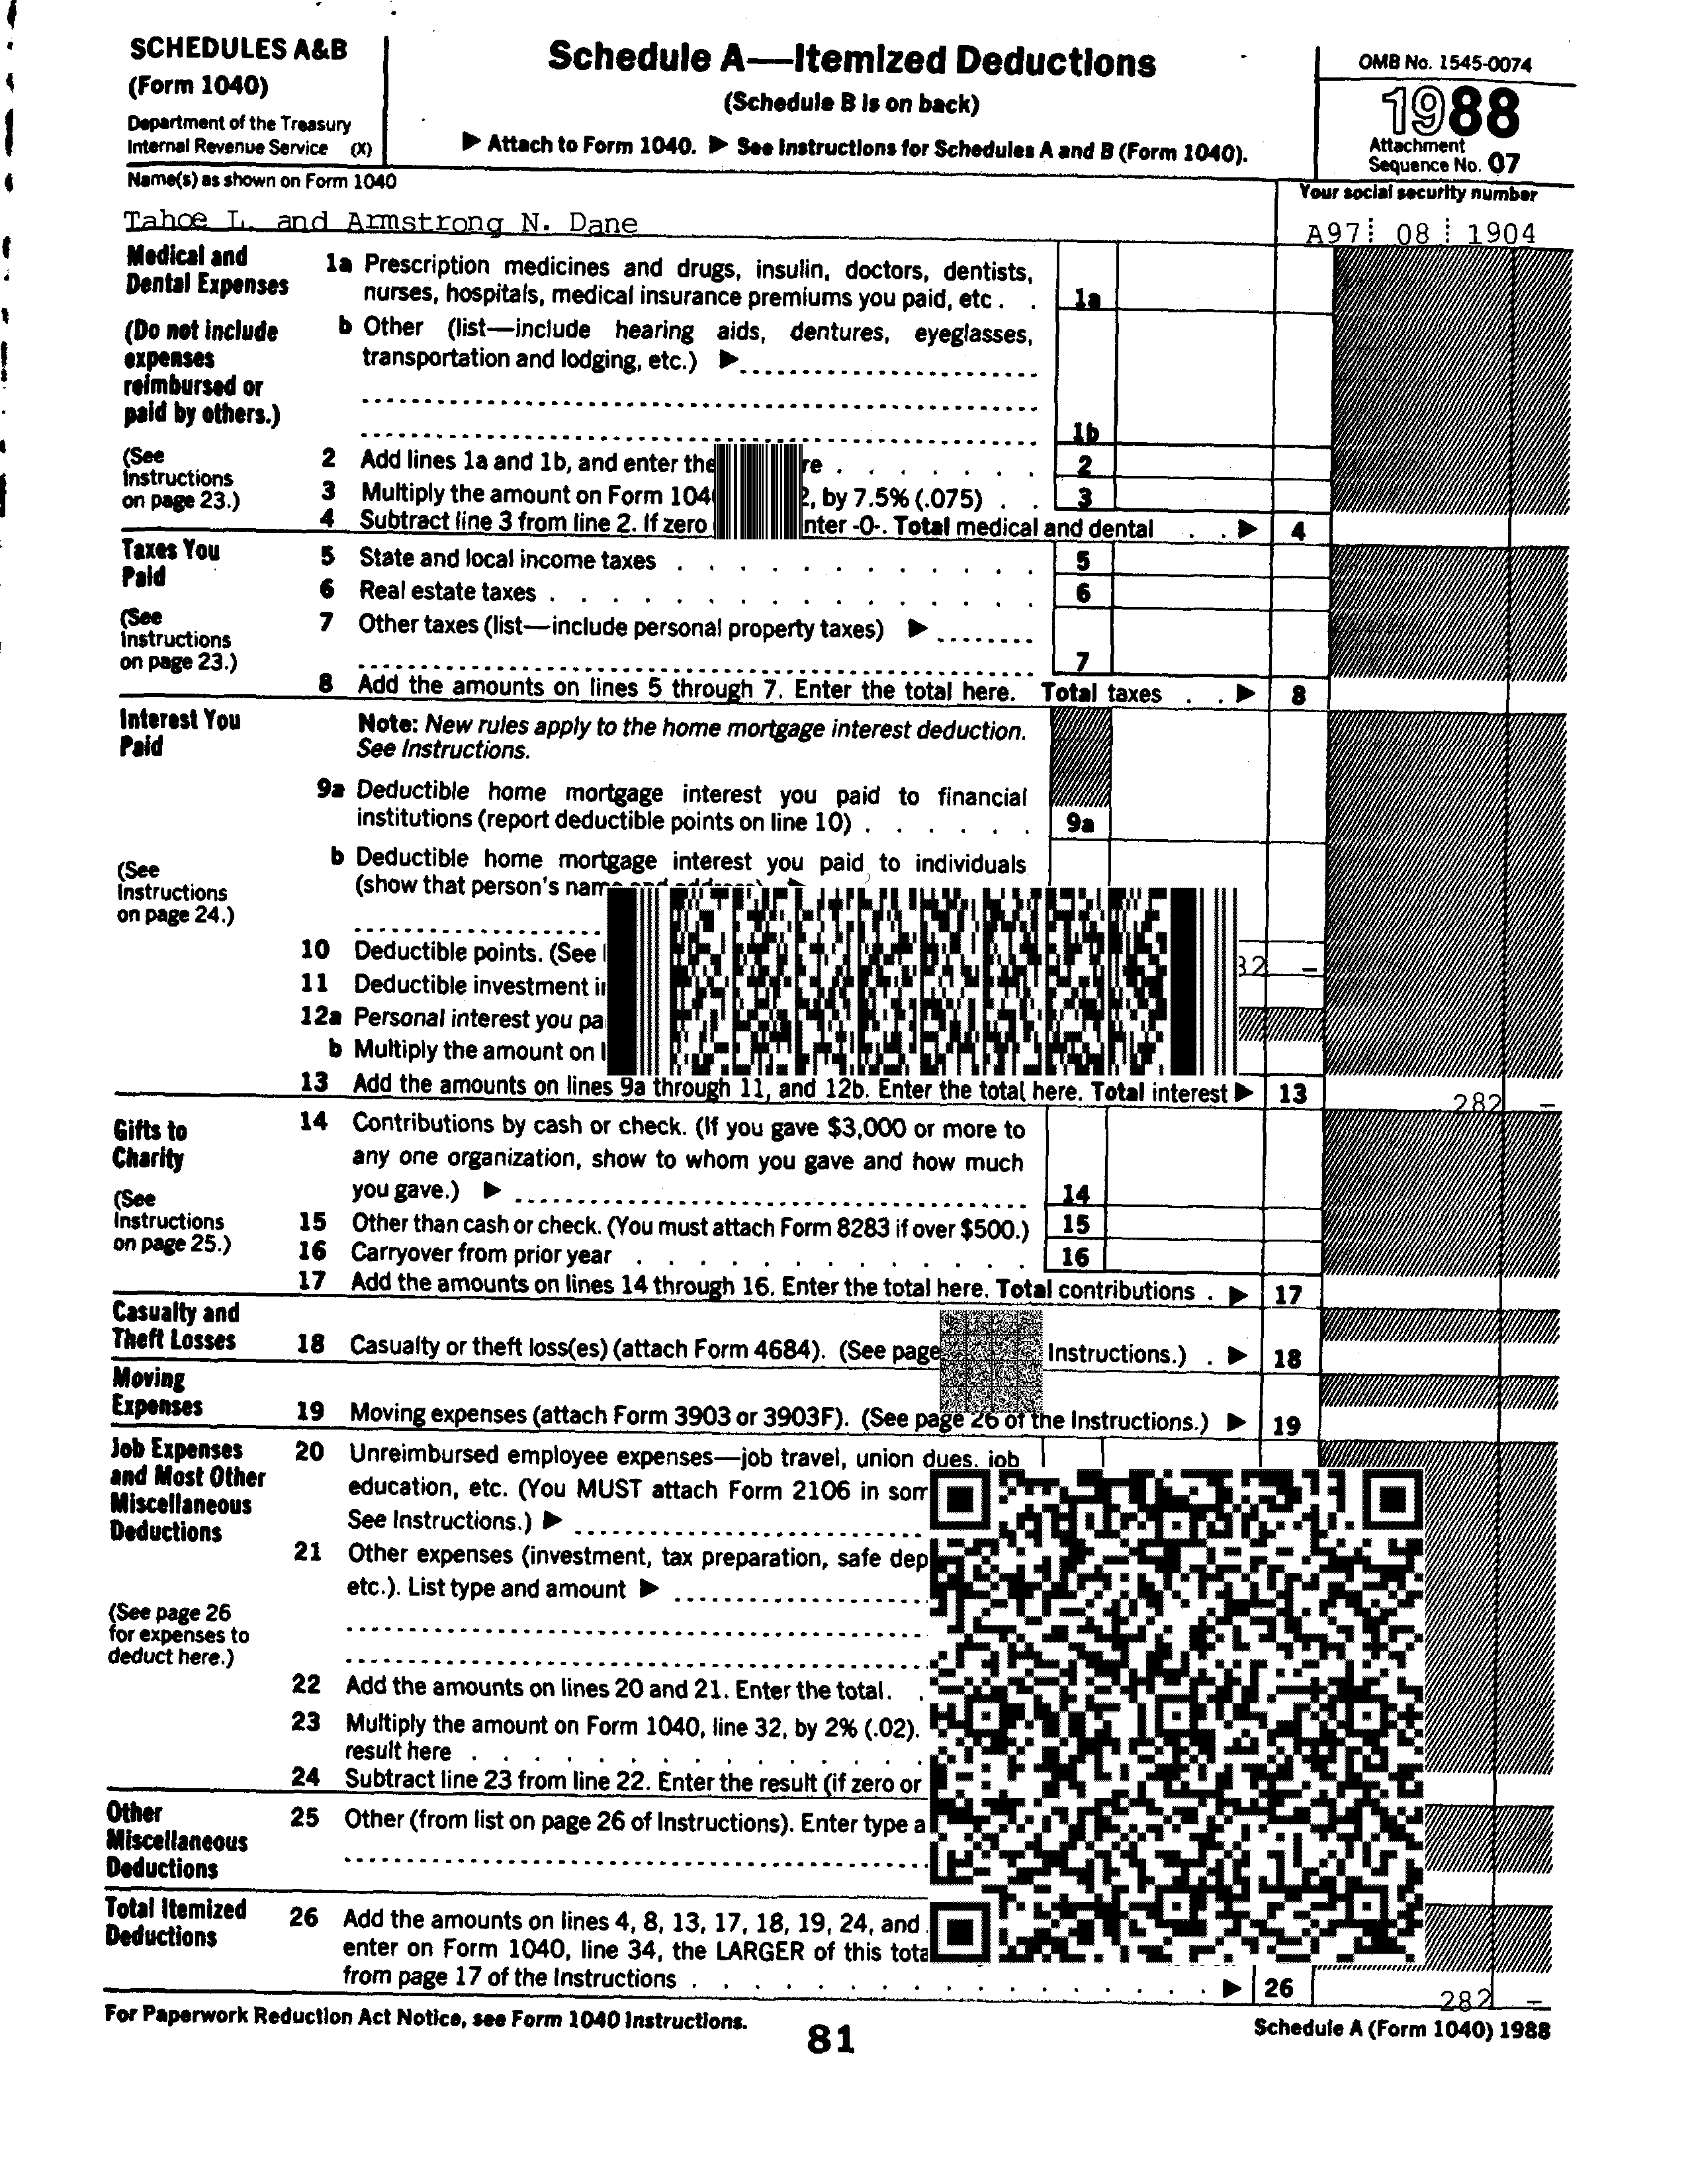 SCHEDULES A&B
(Form 1040)
Department of the Treasury
Internal Revenue Service (X)
Schedule A—Itemized Deductions
(Schedule B is on back)
▶ Attach to Form 1040. ▶ See Instructions for Schedules A and B (Form 1040).
OMB No. 1545-0074
1988
Attachment
Sequence No. 07
Name(s) as shown on Form 1040
Your social security number
Tahoe L. and Armstrong N. Dane
A97 08 1904
Medical and
Dental Expenses
(Do not include
expenses
reimbursed or
paid by others.)
(See
Instructions
on page 23.)
1a Prescription medicines and drugs, insulin, doctors, dentists,
nurses, hospitals, medical insurance premiums you paid, etc . . 1a
b Other (list—include hearing aids, dentures, eyeglasses,
transportation and lodging, etc.) ▶
1b
2 Add lines 1a and 1b, and enter the . . . . . . . 2
3 Multiply the amount on Form by 7.5% (.075) . . 3
4 Subtract line 3 from line 2. If zero -0-. Total medical and dental . . ▶ 4
Taxes You
Paid
(See
Instructions
on page 23.)
5 State and local income taxes . . . . . . . . . . . . 5
6 Real estate taxes . . . . . . . . . . . . . . . . 6
7 Other taxes (list—include personal property taxes) ▶
7
8 Add the amounts on lines 5 through 7. Enter the total here. Total taxes . . ▶ 8
Interest You
Paid
(See
Instructions
on page 24.)
Note: New rules apply to the home mortgage interest deduction.
See Instructions.
9a Deductible home mortgage interest you paid to financial
institutions (report deductible points on line 10) . . . . . . 9a
b Deductible home mortgage interest you paid to individuals
(show that person's
10 Deductible points. (See
11 Deductible investment
12a Personal interest you
b Multiply the amount on
13 Add the amounts on lines 9a through 11, and 12b. Enter the total here. Total interest ▶ 13 282 –
Gifts to
Charity
(See
Instructions
on page 25.)
14 Contributions by cash or check. (If you gave $3,000 or more to
any one organization, show to whom you gave and how much
you gave.) ▶ 14
15 Other than cash or check. (You must attach Form 8283 if over $500.) 15
16 Carryover from prior year . . . . . . . . . . . . . 16
17 Add the amounts on lines 14 through 16. Enter the total here. Total contributions . ▶ 17
Casualty and
Theft Losses
18 Casualty or theft loss(es) (attach Form 4684). (See page Instructions.) . ▶ 18
Moving
Expenses
19 Moving expenses (attach Form 3903 or 3903F). (See page 26 of the Instructions.) ▶ 19
Job Expenses
and Most Other
Miscellaneous
Deductions
(See page 26
for expenses to
deduct here.)
20 Unreimbursed employee expenses—job travel, union dues, job
education, etc. (You MUST attach Form 2106 in
See Instructions.) ▶
21 Other expenses (investment, tax preparation, safe
etc.). List type and amount ▶
22 Add the amounts on lines 20 and 21. Enter the total. .
23 Multiply the amount on Form 1040, line 32, by 2% (.02).
result here . . . . . . . . . . . . .
24 Subtract line 23 from line 22. Enter the result (if zero or
Other
Miscellaneous
Deductions
25 Other (from list on page 26 of Instructions). Enter type
Total Itemized
Deductions
26 Add the amounts on lines 4, 8, 13, 17, 18, 19, 24, and
enter on Form 1040, line 34, the LARGER of this
from page 17 of the Instructions . . . . . . . . . . . . . . . . . ▶ 26 282 –
For Paperwork Reduction Act Notice, see Form 1040 Instructions.
81
Schedule A (Form 1040) 1988